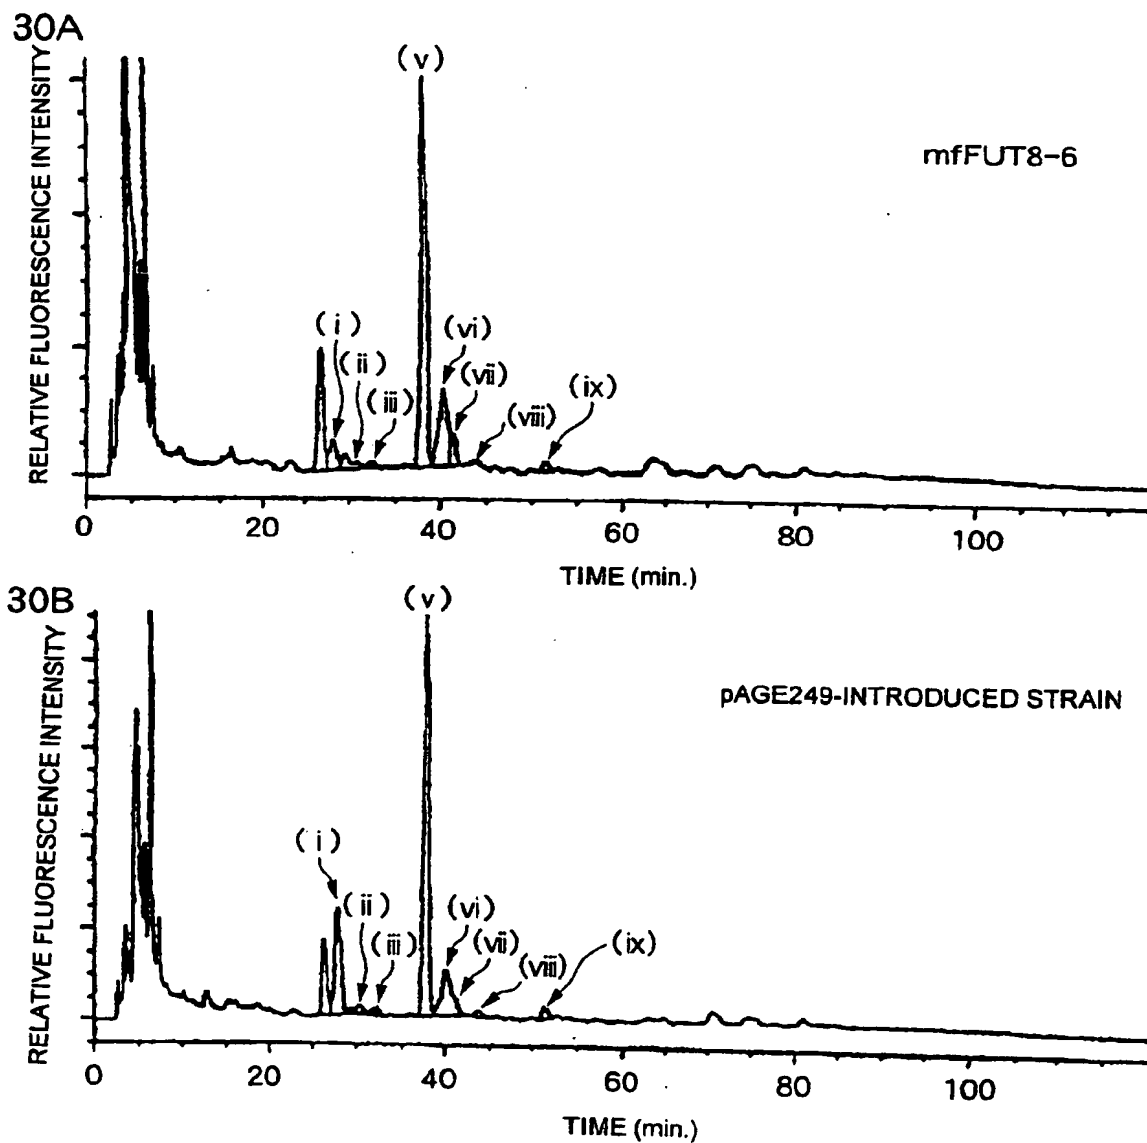 30A
RELATIVE FLUORESCENCE INTENSITY
mfFUT8-6
(v)
(i)
(ii)
(iii)
(vi)
(vii)
(viii)
(ix)
0 20 40 60 80 100
TIME (min.)
30B
RELATIVE FLUORESCENCE INTENSITY
pAGE249-INTRODUCED STRAIN
(v)
(i)
(ii)
(iii)
(vi)
(vii)
(viii)
(ix)
0 20 40 60 80 100
TIME (min.)